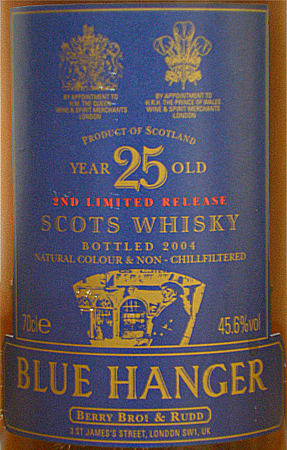 BY APPOINTMENT TO
H.M. THE QUEEN
WINE & SPIRIT MERCHANTS
LONDON
BY APPOINTMENT TO
H.R.H. THE PRINCE OF WALES
WINE & SPIRIT MERCHANTS
LONDON
PRODUCT OF SCOTLAND
YEAR 25 OLD
2ND LIMITED RELEASE
SCOTS WHISKY
BOTTLED 2004
NATURAL COLOUR & NON - CHILLFILTERED
70cl e 45.6%vol
BLUE HANGER
BERRY BROS & RUDD
3 ST JAMES'S STREET, LONDON SW1, UK